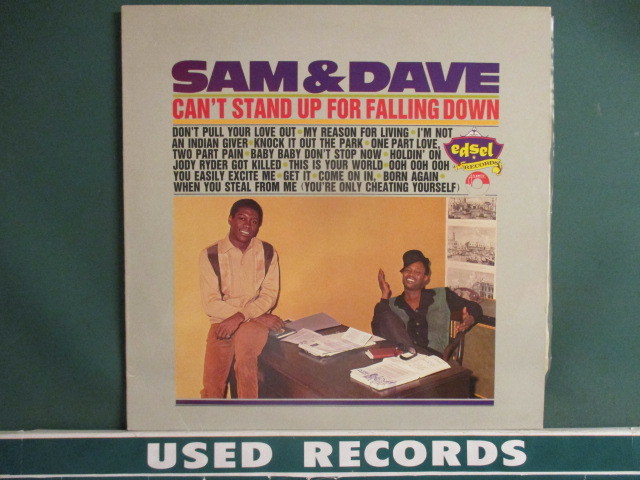 SAM & DAVE
CAN'T STAND UP FOR FALLING DOWN
DON'T PULL YOUR LOVE OUT • MY REASON FOR LIVING • I'M NOT
AN INDIAN GIVER • KNOCK IT OUT THE PARK • ONE PART LOVE,
TWO PART PAIN • BABY BABY DON'T STOP NOW • HOLDIN' ON
JODY RYDER GOT KILLED • THIS IS YOUR WORLD • OOH OOH OOH
YOU EASILY EXCITE ME • GET IT • COME ON IN, • BORN AGAIN •
WHEN YOU STEAL FROM ME (YOU'RE ONLY CHEATING YOURSELF)
edsel
RECORDS
USED RECORDS